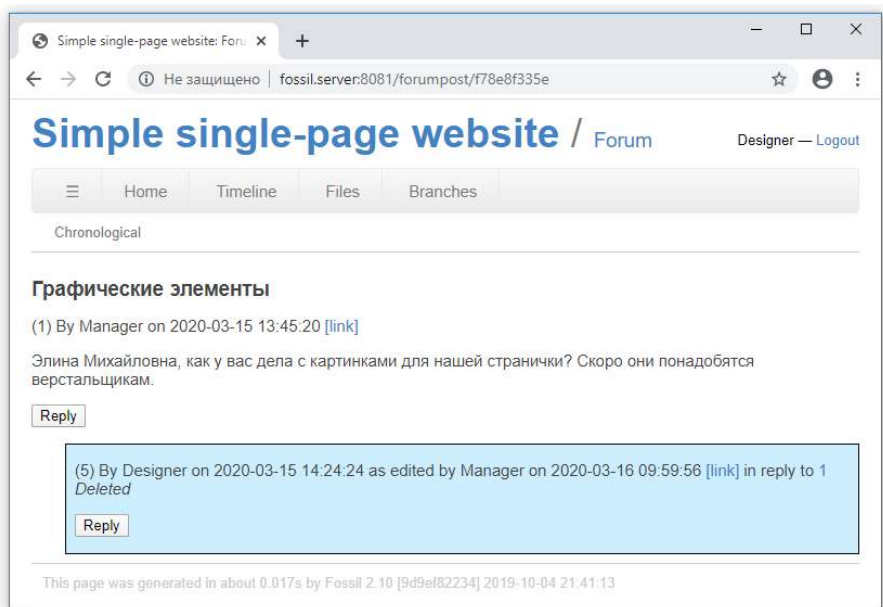 Simple single-page website: Foru
Не защищено | fossil.server:8081/forumpost/f78e8f335e
Simple single-page website / Forum
Designer — Logout
☰ Home Timeline Files Branches
Chronological
Графические элементы
(1) By Manager on 2020-03-15 13:45:20 [link]
Элина Михайловна, как у вас дела с картинками для нашей странички? Скоро они понадобятся
верстальщикам.
Reply
(5) By Designer on 2020-03-15 14:24:24 as edited by Manager on 2020-03-16 09:59:56 [link] in reply to 1
Deleted
Reply
This page was generated in about 0.017s by Fossil 2.10 [9d9ef82234] 2019-10-04 21:41:13